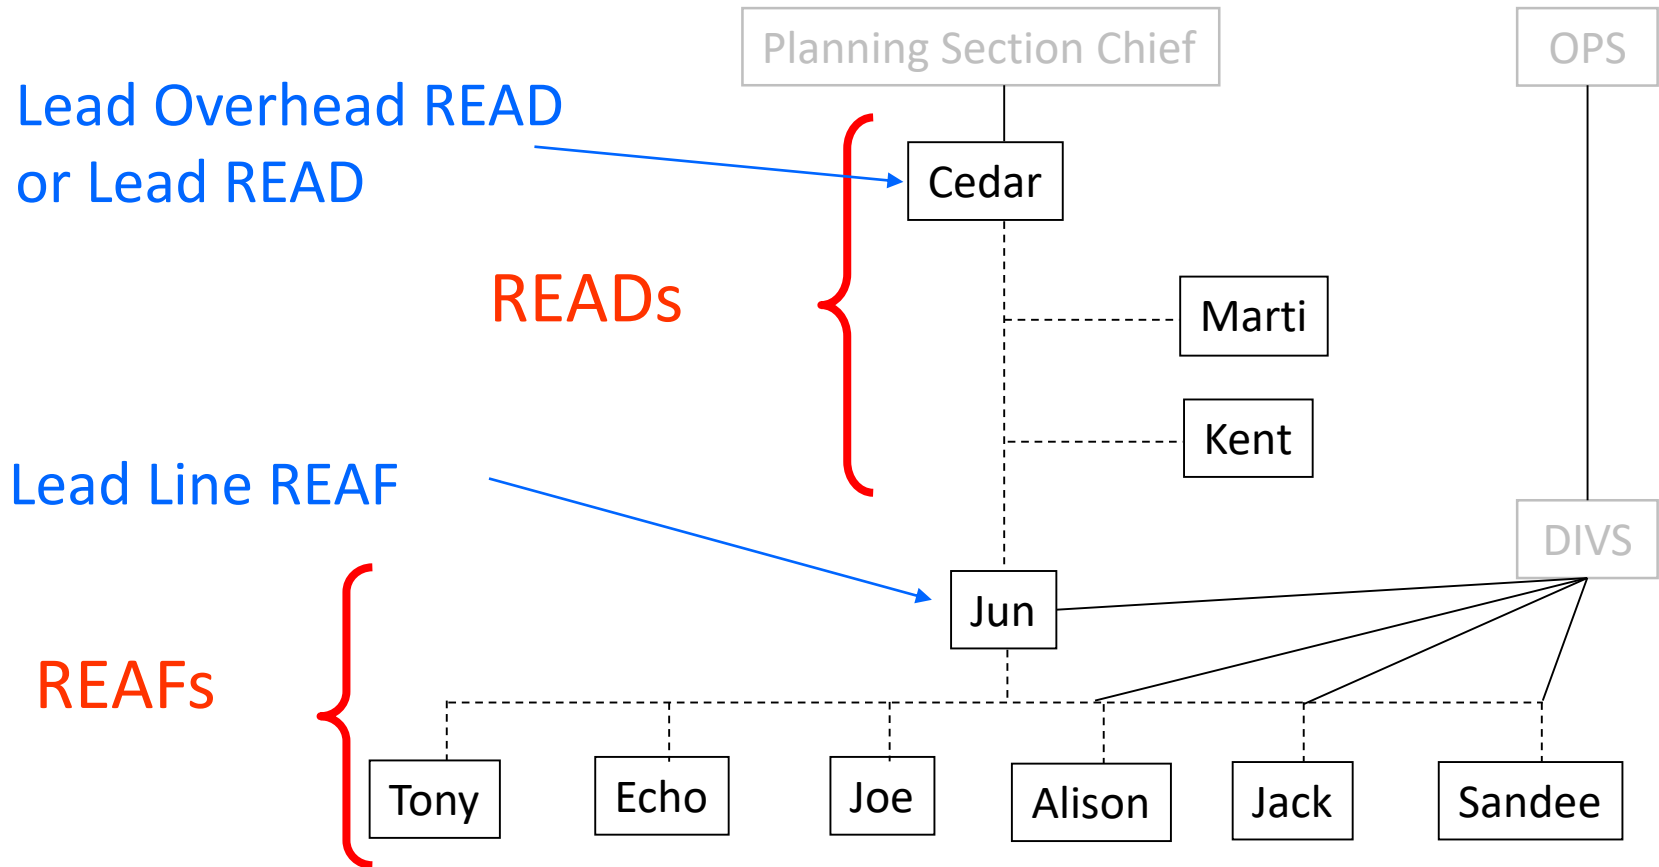 Planning Section Chief
OPS
Lead Overhead READ
or Lead READ
Cedar
READs
Marti
Kent
Lead Line REAF
DIVS
Jun
REAFs
Tony
Echo
Joe
Alison
Jack
Sandee